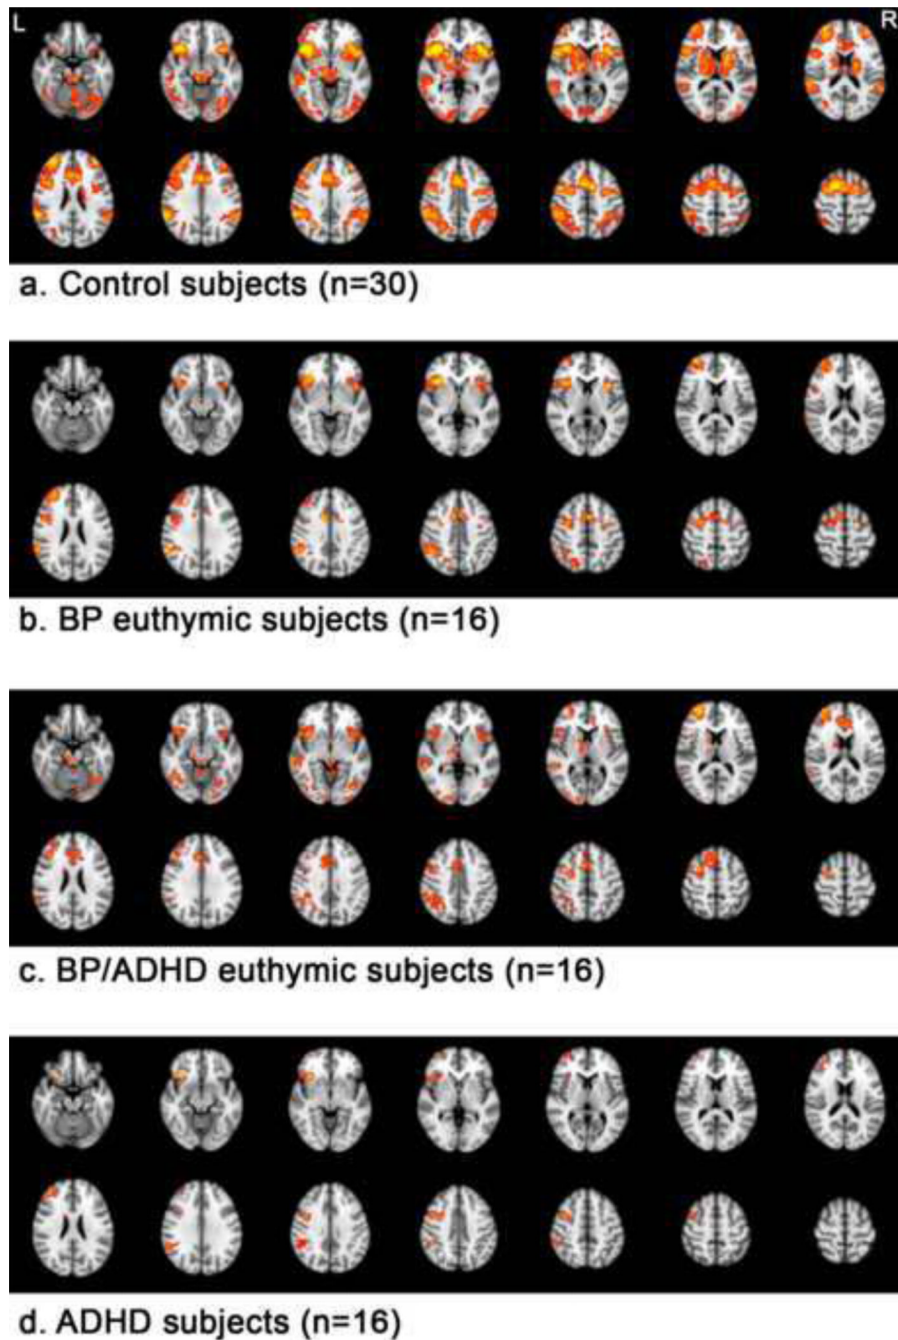 L
R
a. Control subjects (n=30)
b. BP euthymic subjects (n=16)
c. BP/ADHD euthymic subjects (n=16)
d. ADHD subjects (n=16)